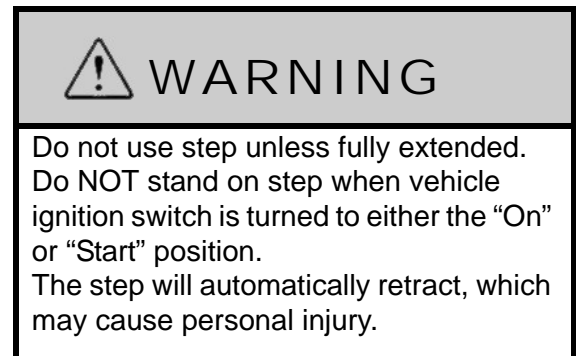 WARNING
Do not use step unless fully extended.
Do NOT stand on step when vehicle
ignition switch is turned to either the “On”
or “Start” position.
The step will automatically retract, which
may cause personal injury.